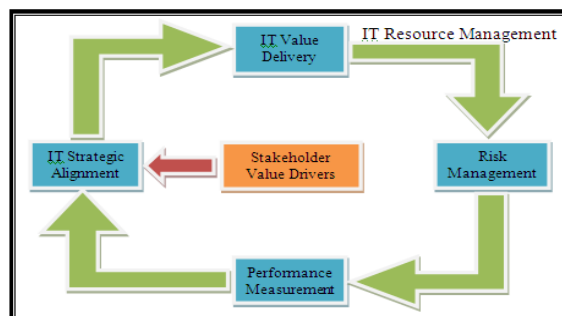 IT Value
Delivery
IT Resource Management
IT Strategic
Alignment
Stakeholder
Value Drivers
Risk
Management
Performance
Measurement